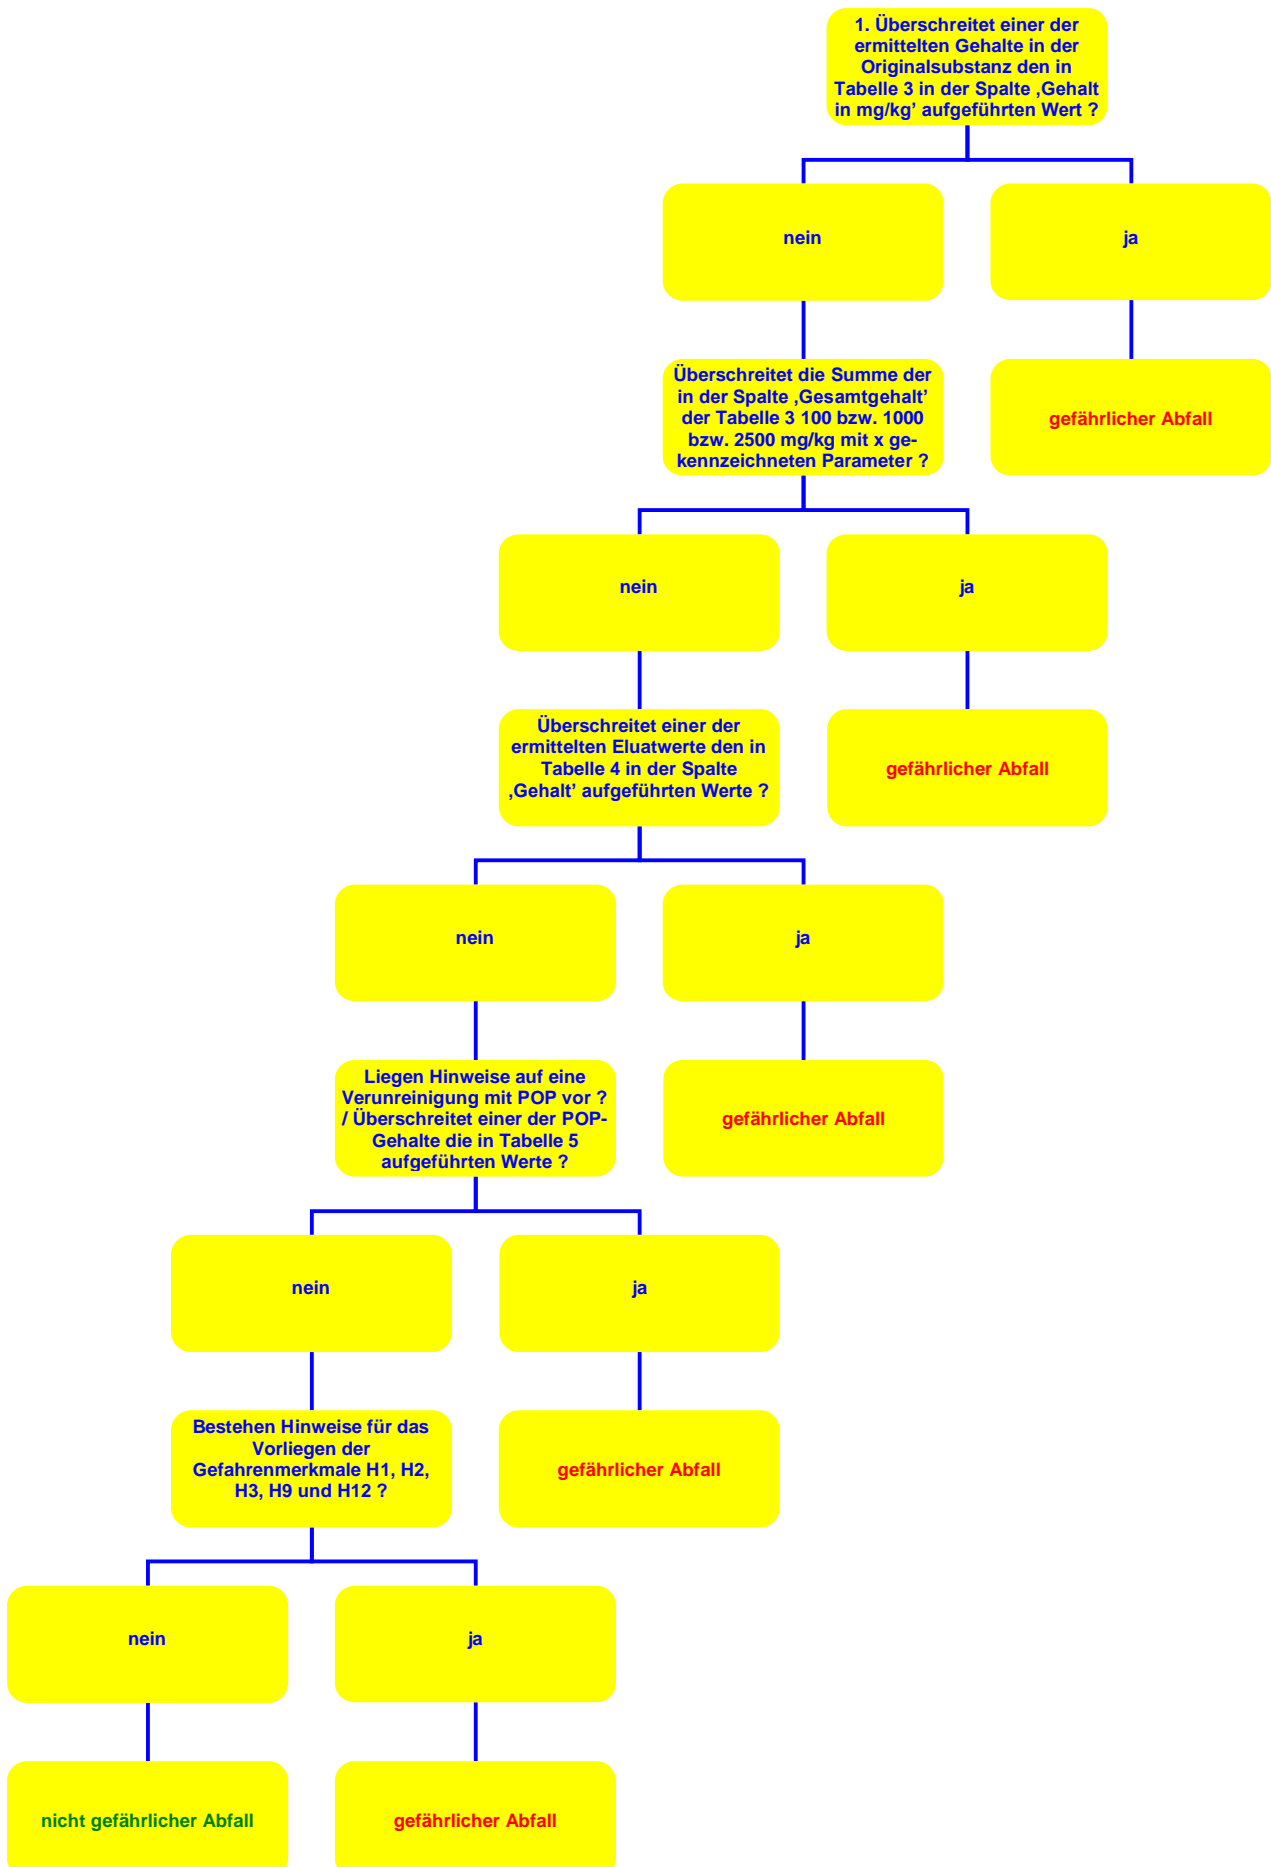 1. Überschreitet einer der
ermittelten Gehalte in der
Originalsubstanz den in
Tabelle 3 in der Spalte ‚Gehalt
in mg/kg’ aufgeführten Wert ?
nein
ja
Überschreitet die Summe der
in der Spalte ‚Gesamtgehalt’
der Tabelle 3 100 bzw. 1000
bzw. 2500 mg/kg mit x ge-
kennzeichneten Parameter ?
gefährlicher Abfall
nein
ja
Überschreitet einer der
ermittelten Eluatwerte den in
Tabelle 4 in der Spalte
‚Gehalt’ aufgeführten Werte ?
gefährlicher Abfall
nein
ja
Liegen Hinweise auf eine
Verunreinigung mit POP vor ?
/ Überschreitet einer der POP-
Gehalte die in Tabelle 5
aufgeführten Werte ?
gefährlicher Abfall
nein
ja
Bestehen Hinweise für das
Vorliegen der
Gefahrenmerkmale H1, H2,
H3, H9 und H12 ?
gefährlicher Abfall
nein
ja
nicht gefährlicher Abfall
gefährlicher Abfall